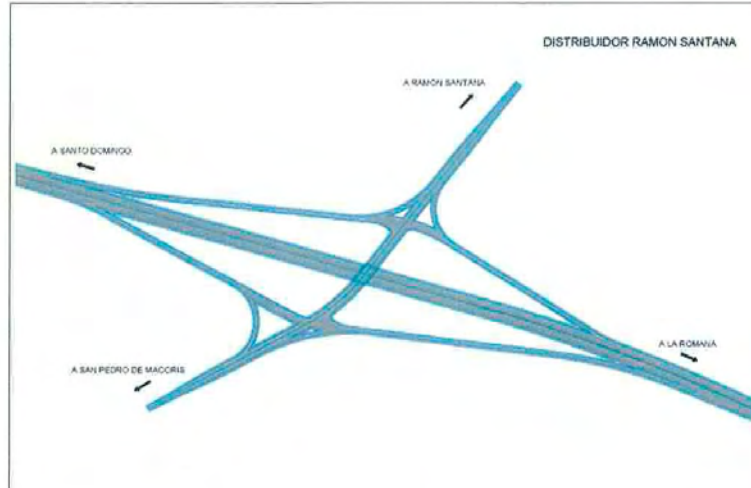 DISTRIBUIDOR RAMON SANTANA
A RAMON SANTANA
A SANTO DOMINGO
A LA ROMANA
A SAN PEDRO DE MACORIS